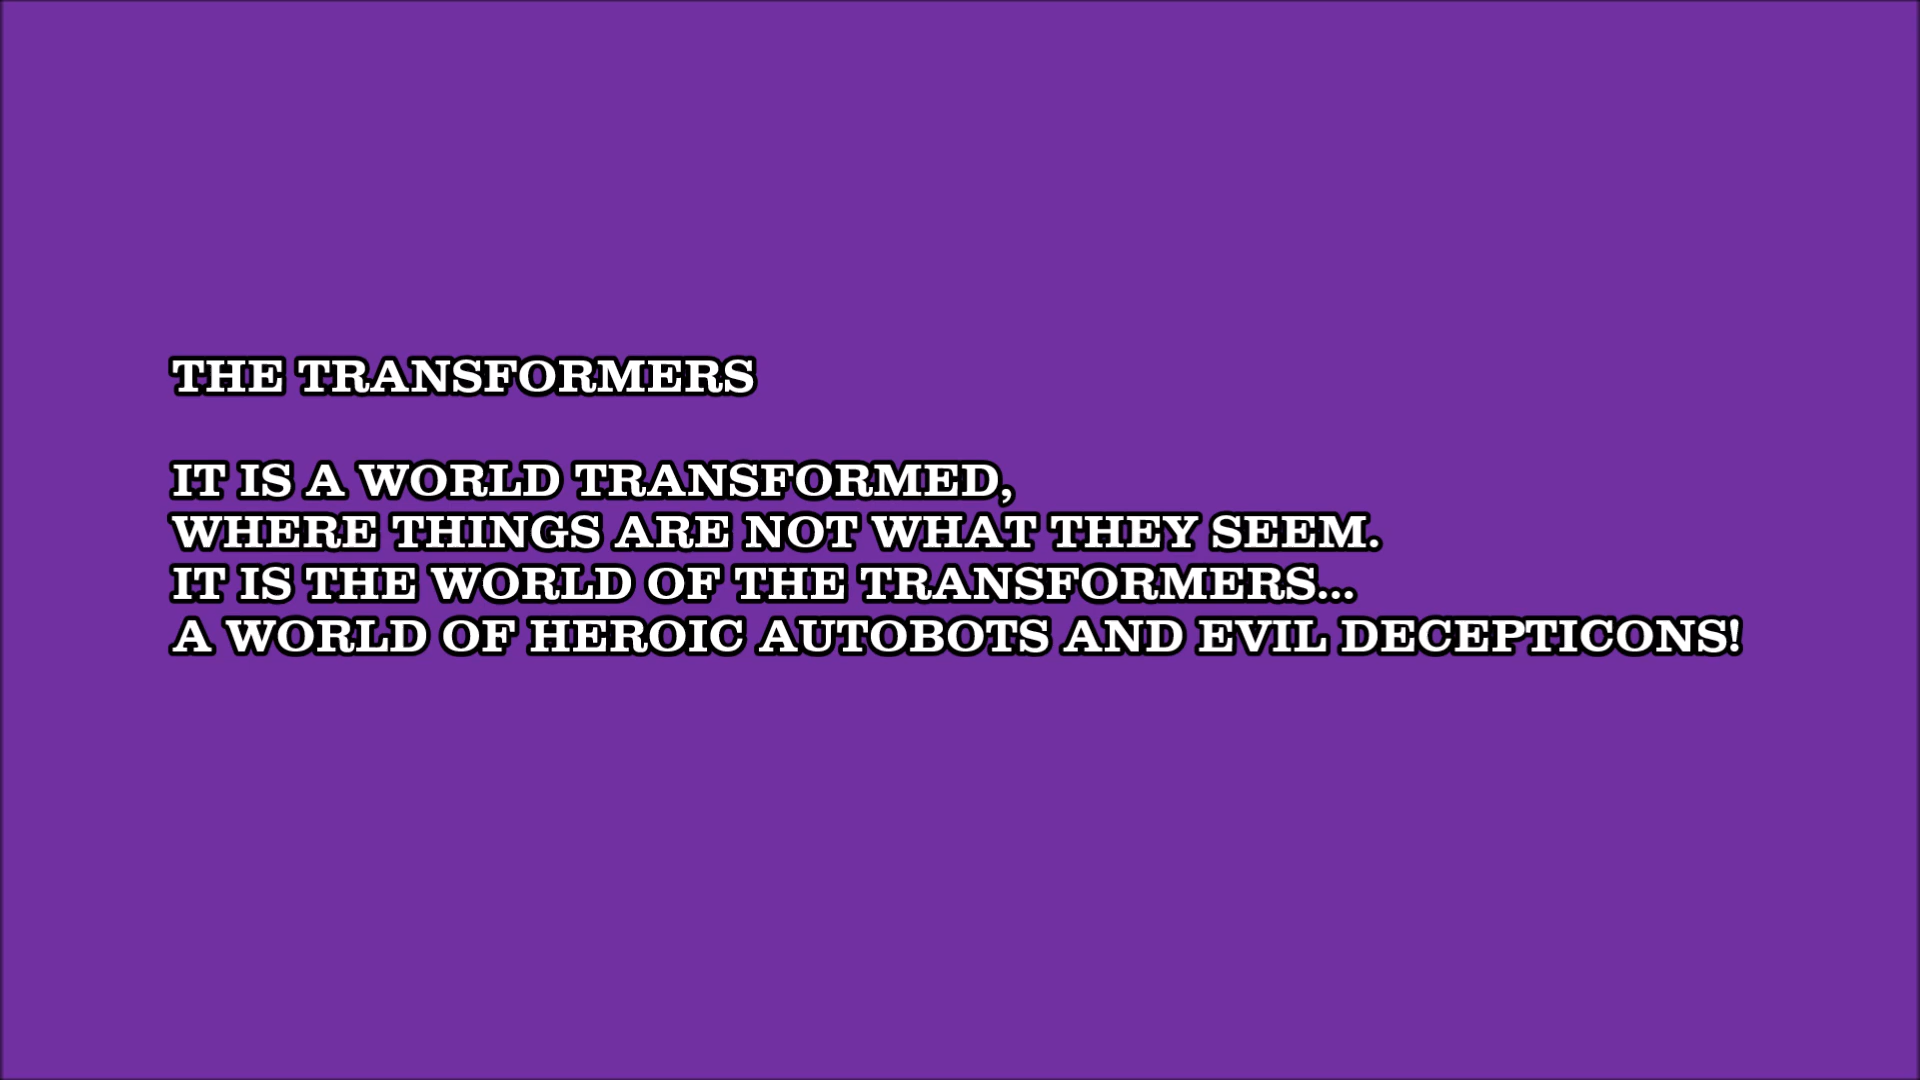 THE TRANSFORMERS
IT IS A WORLD TRANSFORMED,
WHERE THINGS ARE NOT WHAT THEY SEEM.
IT IS THE WORLD OF THE TRANSFORMERS...
A WORLD OF HEROIC AUTOBOTS AND EVIL DECEPTICONS!